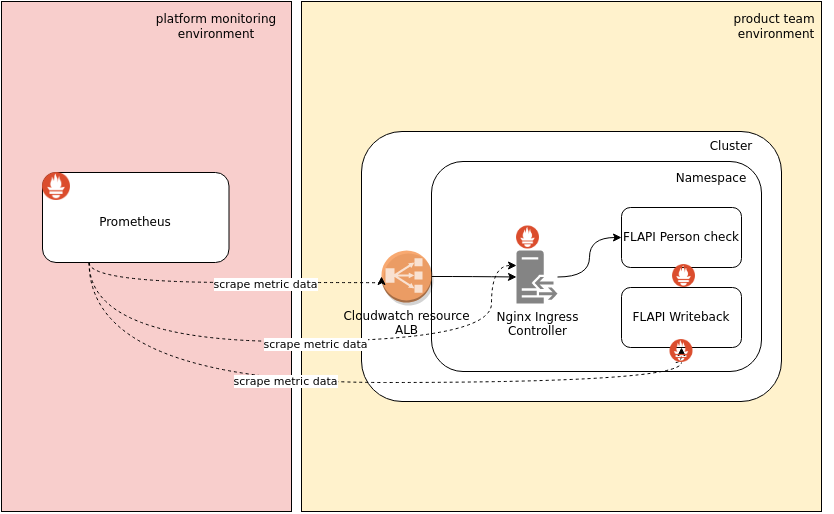 platform monitoring
environment
product team
environment
Cluster
Namespace
Prometheus
FLAPI Person check
scrape metric data
Cloudwatch resource
ALB
Nginx Ingress
Controller
FLAPI Writeback
scrape metric data
scrape metric data